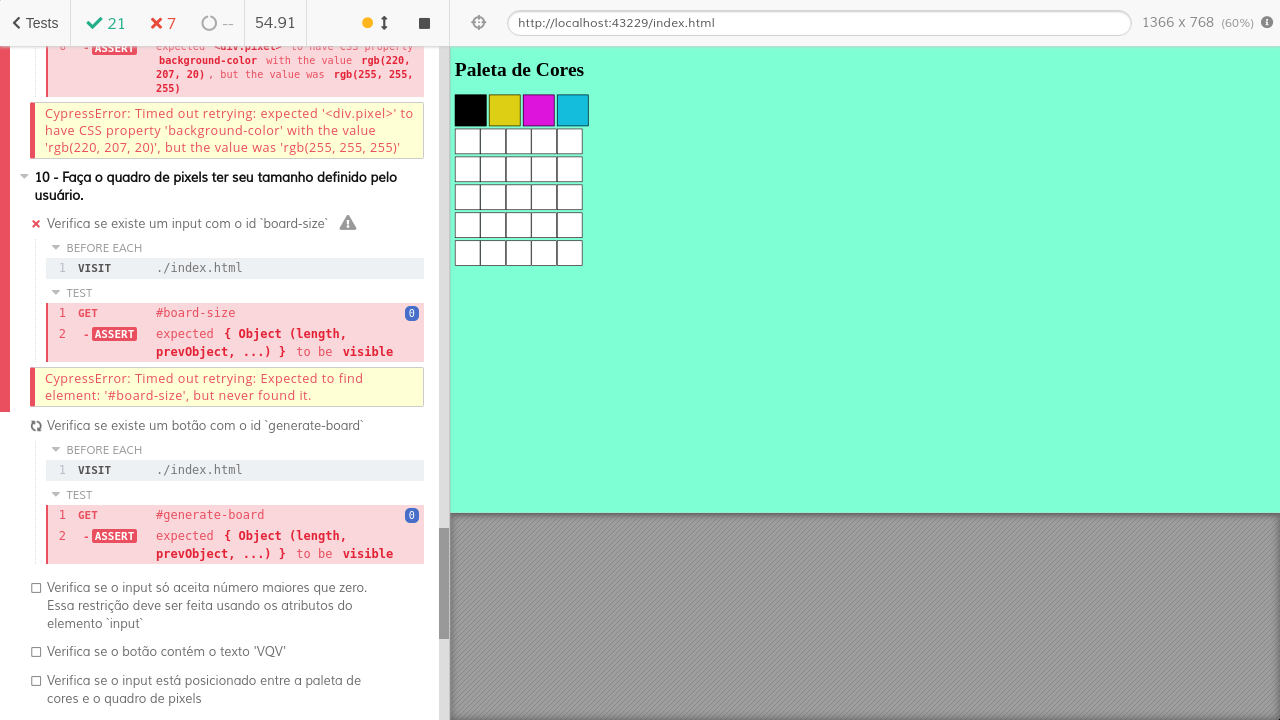 Tests
21
7
--
54.91
http://localhost:43229/index.html
1366 x 768 (60%)
6 - ASSERT expected <div.pixel> to have CSS property
background-color with the value rgb(220,
207, 20) , but the value was rgb(255, 255,
255)
CypressError: Timed out retrying: expected '<div.pixel>' to
have CSS property 'background-color' with the value
'rgb(220, 207, 20)', but the value was 'rgb(255, 255, 255)'
10 - Faça o quadro de pixels ter seu tamanho definido pelo
usuário.
Verifica se existe um input com o id `board-size`
BEFORE EACH
1 VISIT ./index.html
TEST
1 GET #board-size 0
2 - ASSERT expected { Object (length,
prevObject, ...) } to be visible
CypressError: Timed out retrying: Expected to find
element: '#board-size', but never found it.
Verifica se existe um botão com o id `generate-board`
BEFORE EACH
1 VISIT ./index.html
TEST
1 GET #generate-board 0
2 - ASSERT expected { Object (length,
prevObject, ...) } to be visible
Verifica se o input só aceita número maiores que zero.
Essa restrição deve ser feita usando os atributos do
elemento `input`
Verifica se o botão contém o texto 'VQV'
Verifica se o input está posicionado entre a paleta de
cores e o quadro de pixels
Paleta de Cores